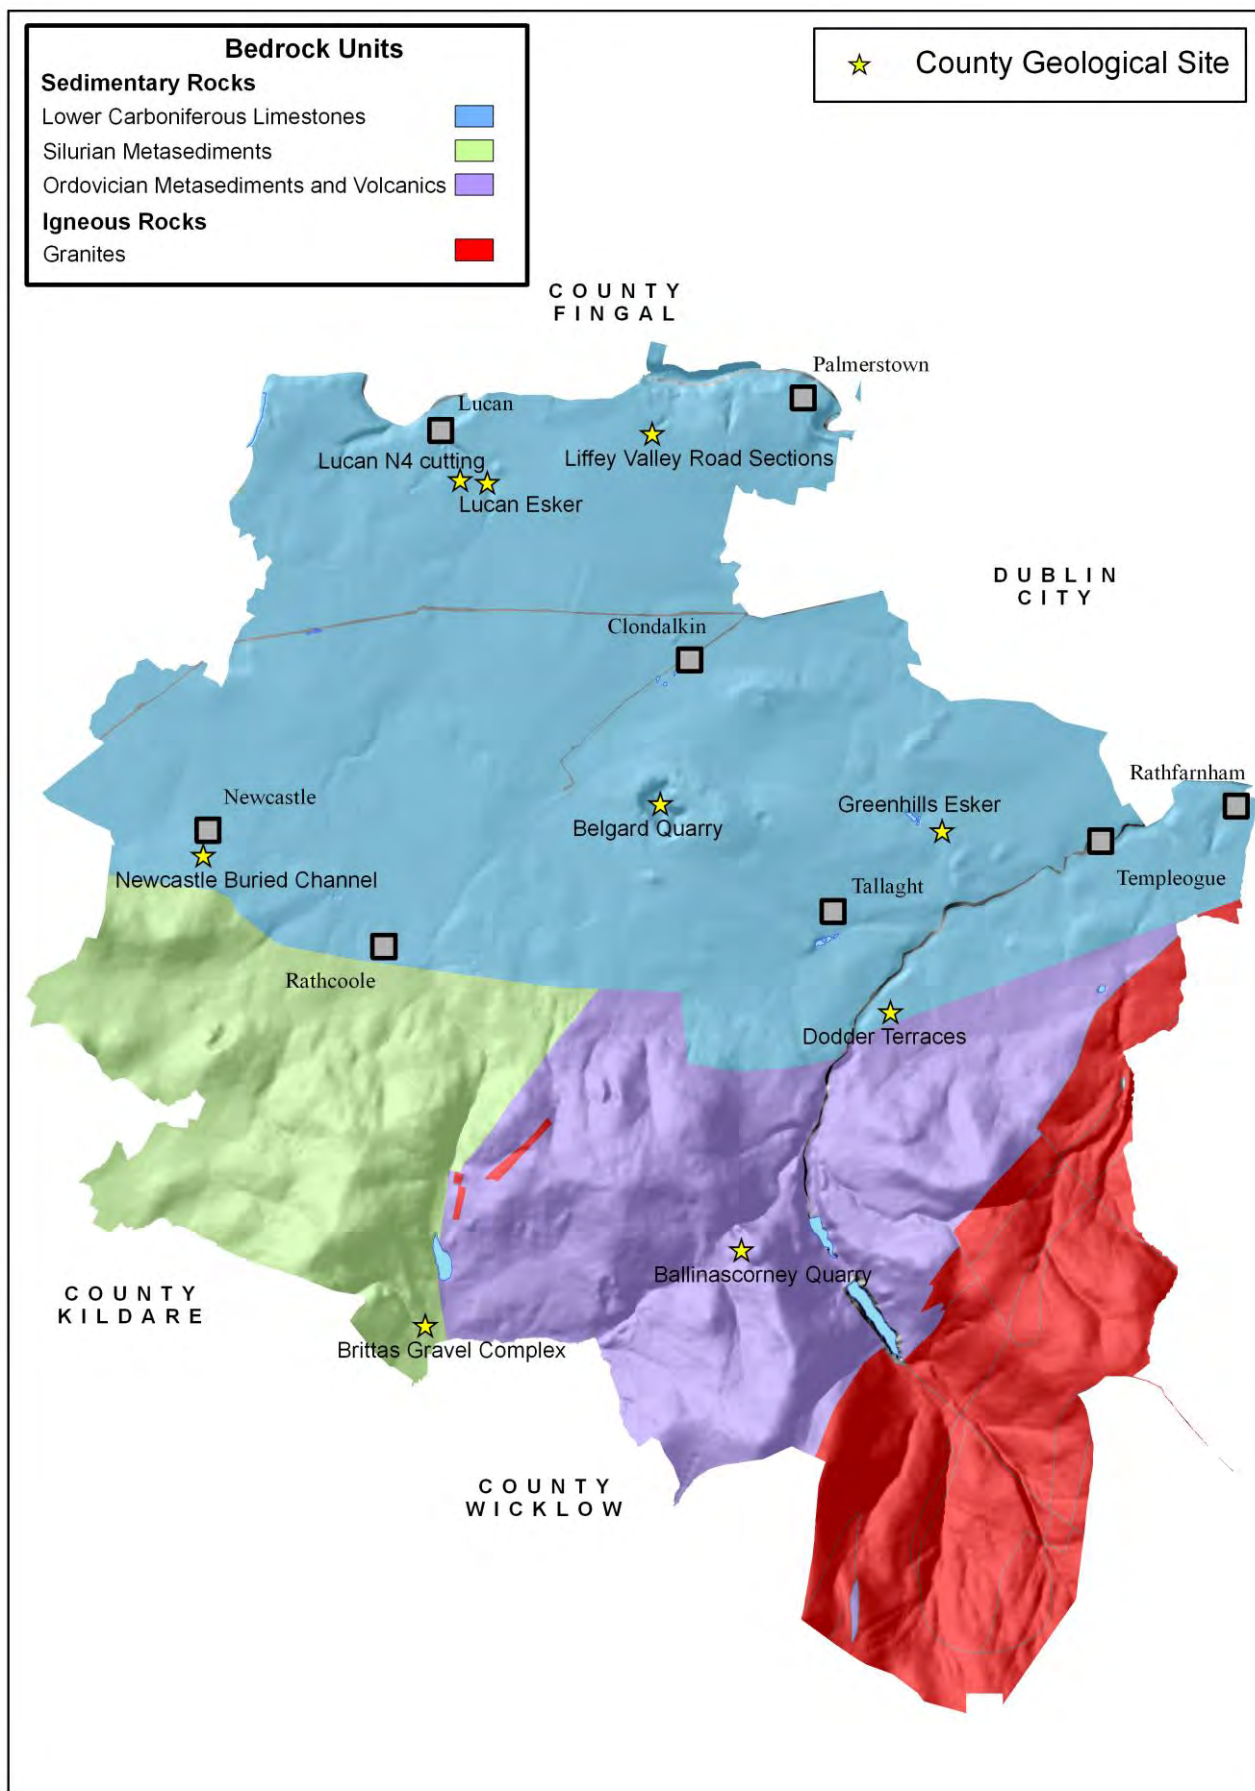 Bedrock Units
Sedimentary Rocks
Lower Carboniferous Limestones
Silurian Metasediments
Ordovician Metasediments and Volcanics
Igneous Rocks
Granites
County Geological Site
COUNTY
FINGAL
Palmerstown
Lucan
Lucan N4 cutting
Liffey Valley Road Sections
Lucan Esker
DUBLIN
CITY
Clondalkin
Rathfarnham
Newcastle
Greenhills Esker
Belgard Quarry
Newcastle Buried Channel
Tallaght
Templeogue
Rathcoole
Dodder Terraces
Ballinascorney Quarry
COUNTY
KILDARE
Brittas Gravel Complex
COUNTY
WICKLOW